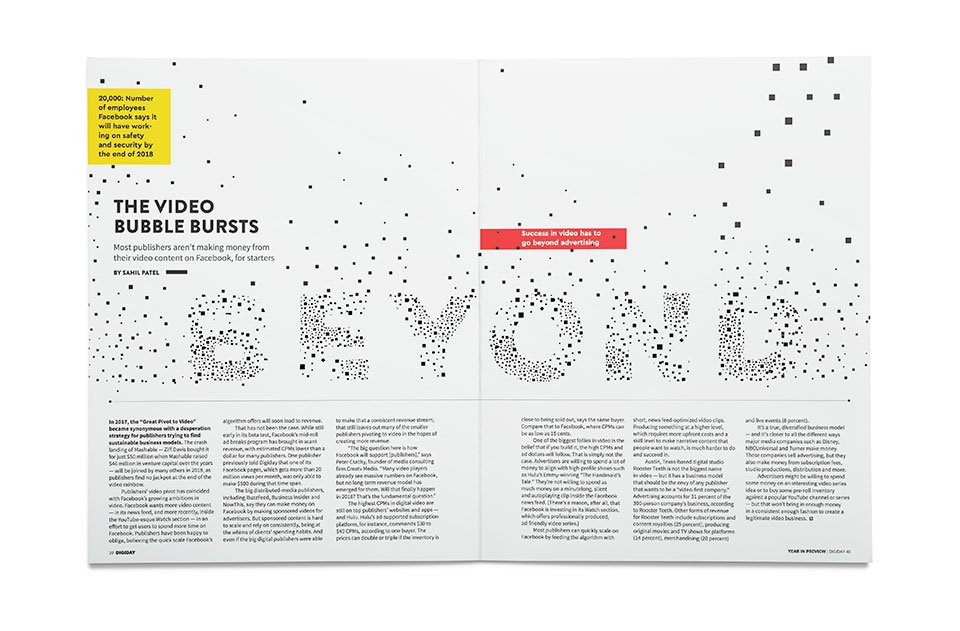 20,000: Number
of employees
Facebook says it
will have work-
ing on safety
and security by
the end of 2018
THE VIDEO
BUBBLE BURSTS
Most publishers aren't making money from
their video content on Facebook, for starters
BY SAHIL PATEL
Success in video has to
go beyond advertising
BEYOND
In 2017, the "Great Pivot to Video"
became synonymous with a desperation
strategy for publishers trying to find
sustainable business models. The crash
landing of Mashable — Ziff Davis bought it
for just $50 million when Mashable raised
$46 million in venture capital over the years
— will be joined by many others in 2018, as
publishers find no jackpot at the end of the
video rainbow.
Publishers' video pivot has coincided
with Facebook's growing ambitions in
video. Facebook wants more video content
— in its news feed, and more recently, inside
the YouTube-esque Watch section — in an
effort to get users to spend more time on
Facebook. Publishers have been happy to
oblige, believing the quick scale Facebook's
algorithm offers will soon lead to revenue.
That has not been the case. While still
early in its beta test, Facebook's mid-roll
ad breaks program has brought in scant
revenue, with estimated CPMs lower than a
dollar for many publishers. One publisher
previously told Digiday that one of its
Facebook pages, which gets more than 20
million views per month, was only able to
make $500 during that time span.
The big distributed-media publishers,
including BuzzFeed, Business Insider and
NowThis, say they can make money on
Facebook by making sponsored videos for
advertisers. But sponsored content is hard
to scale and rely on consistently, being at
the whims of clients' spending habits. And
even if the big digital publishers were able
to make that a consistent revenue stream,
that still leaves out many of the smaller
publishers pivoting to video in the hopes of
creating new revenue.
"The big question here is how
Facebook will support [publishers]," says
Peter Csathy, founder of media consulting
firm Creatv Media. "Many video players
already see massive numbers on Facebook,
but no long-term revenue model has
emerged for them. Will that finally happen
in 2018? That's the fundamental question."
The highest CPMs in digital video are
still on top publishers' websites and apps —
and Hulu. Hulu's ad-supported subscription
platform, for instance, commands $30 to
$40 CPMs, according to one buyer. The
prices can double or triple if the inventory is
close to being sold out, says the same buyer.
Compare that to Facebook, where CPMs can
be as low as 15 cents.
One of the biggest follies in video is the
belief that if you build it, the high CPMs and
ad dollars will follow. That is simply not the
case. Advertisers are willing to spend a lot of
money to align with high-profile shows such
as Hulu's Emmy-winning "The Handmaid's
Tale." They're not willing to spend as
much money on a minutelong, silent
and autoplaying clip inside the Facebook
news feed. (There's a reason, after all, that
Facebook is investing in its Watch section,
which offers professionally produced,
ad-friendly video series.)
Most publishers can quickly scale on
Facebook by feeding the algorithm with
short, news feed-optimized video clips.
Producing something at a higher level,
which requires more upfront costs and a
skill level to make narrative content that
people want to watch, is much harder to do
and succeed in.
Austin, Texas-based digital studio
Rooster Teeth is not the biggest name
in video — but it has a business model
that should be the envy of any publisher
that wants to be a "video-first company."
Advertising accounts for 31 percent of the
300-person company's business, according
to Rooster Teeth. Other forms of revenue
for Rooster Teeth include subscriptions and
content royalties (25 percent), producing
original movies and TV shows for platforms
(14 percent), merchandising (20 percent)
and live events (8 percent).
It's a true, diversified business model
— and it's closer to all the different ways
major media companies such as Disney,
NBCUniversal and Turner make money.
These companies sell advertising, but they
also make money from subscription fees,
studio productions, distribution and more.
Advertisers might be willing to spend
some money on an interesting video series
idea or to buy some pre-roll inventory
against a popular YouTube channel or series
— but that won't bring in enough money
in a consistent enough fashion to create a
legitimate video business.
39 DIGIDAY
YEAR IN PREVIEW | DIGIDAY 40